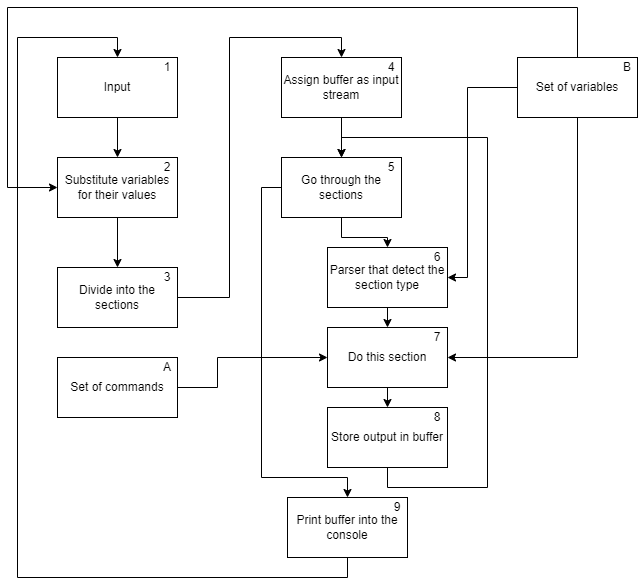 1
Input
2
Substitute variables
for their values
3
Divide into the
sections
A
Set of commands
4
Assign buffer as input
stream
5
Go through the
sections
6
Parser that detect the
section type
7
Do this section
8
Store output in buffer
9
Print buffer into the
console
B
Set of variables